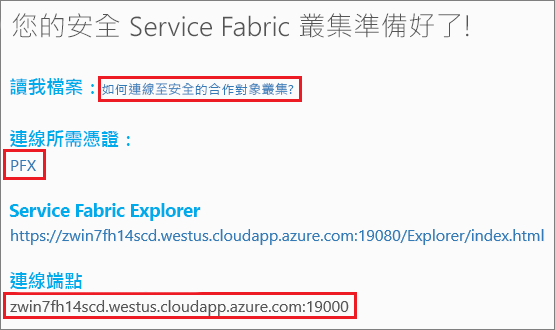 您的安全 Service Fabric 叢集準備好了!
讀我檔案：如何連線至安全的合作對象叢集?
連線所需憑證：
PFX
Service Fabric Explorer
https://zwin7fh14scd.westus.cloudapp.azure.com:19080/Explorer/index.html
連線端點
zwin7fh14scd.westus.cloudapp.azure.com:19000